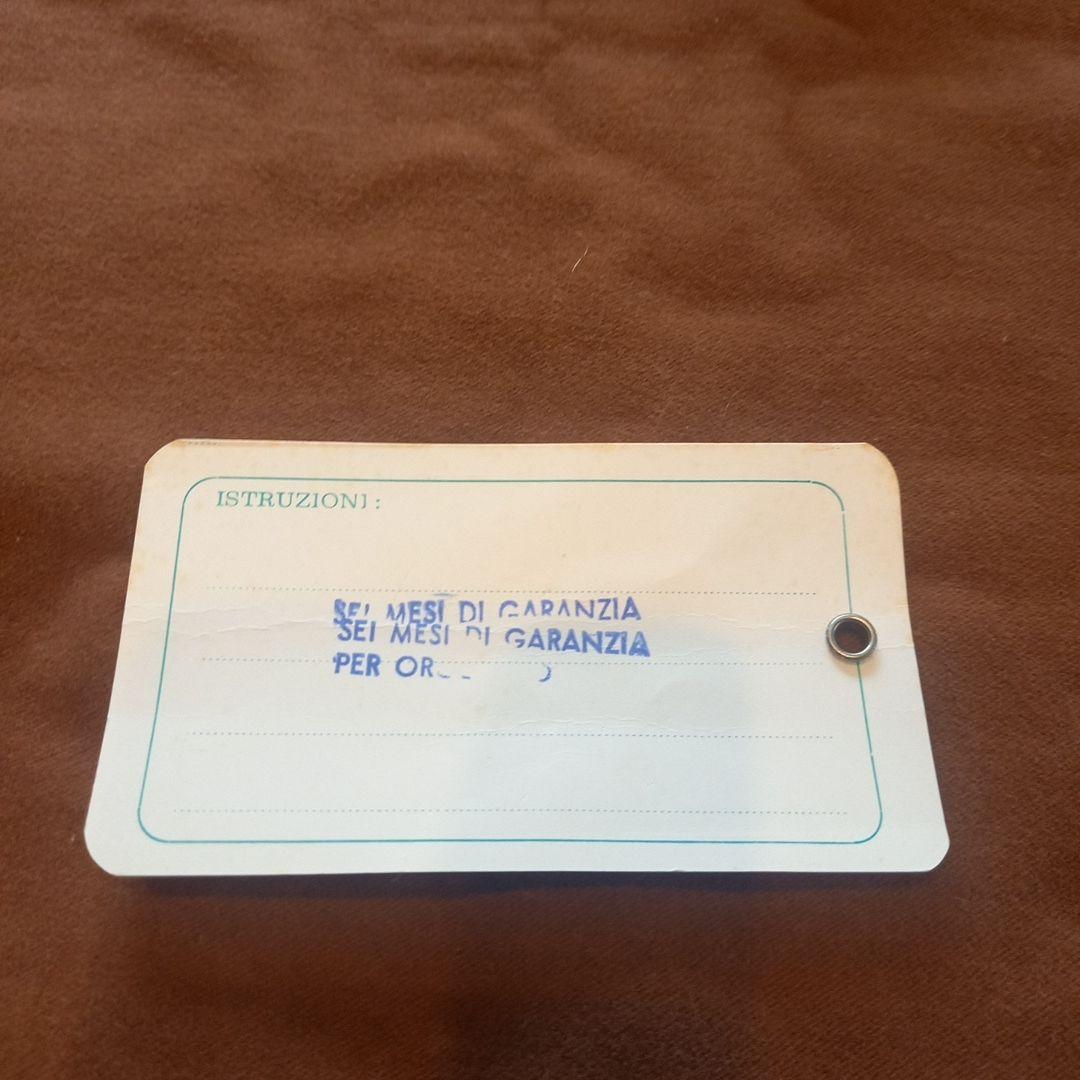 ISTRUZIONI:
SEI MESI DI GARANZIA
SEI MESI DI GARANZIA
PER